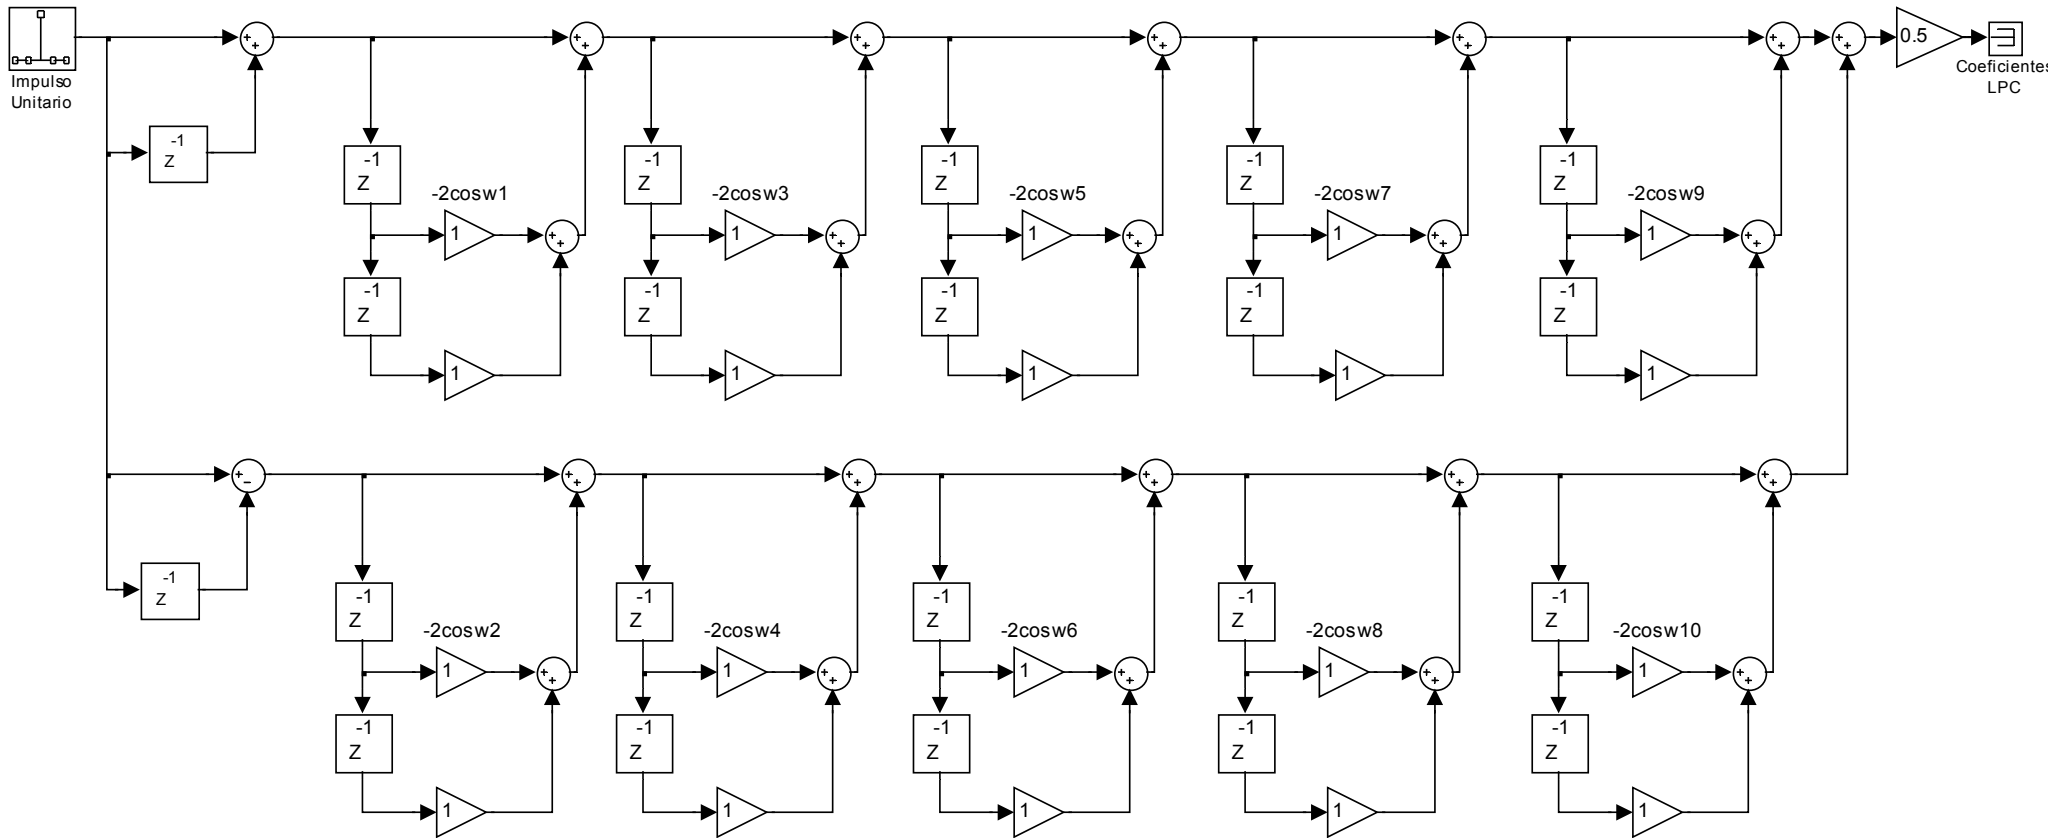 Impulso
Unitario
+
+
+
+
+
+
+
+
+
+
+
+
+
+
0.5
Coeficientes
LPC
-1
Z
-1
Z
-1
Z
-1
Z
-1
Z
-1
Z
-2cosw1
-2cosw3
-2cosw5
-2cosw7
-2cosw9
1
+
+
1
+
+
1
+
+
1
+
+
1
+
+
-1
Z
-1
Z
-1
Z
-1
Z
-1
Z
1
1
1
1
1
+
−
+
+
+
+
+
+
+
+
+
+
-1
Z
-1
Z
-1
Z
-1
Z
-1
Z
-1
Z
-2cosw2
-2cosw4
-2cosw6
-2cosw8
-2cosw10
1
+
+
1
+
+
1
+
+
1
+
+
1
+
+
-1
Z
-1
Z
-1
Z
-1
Z
-1
Z
1
1
1
1
1